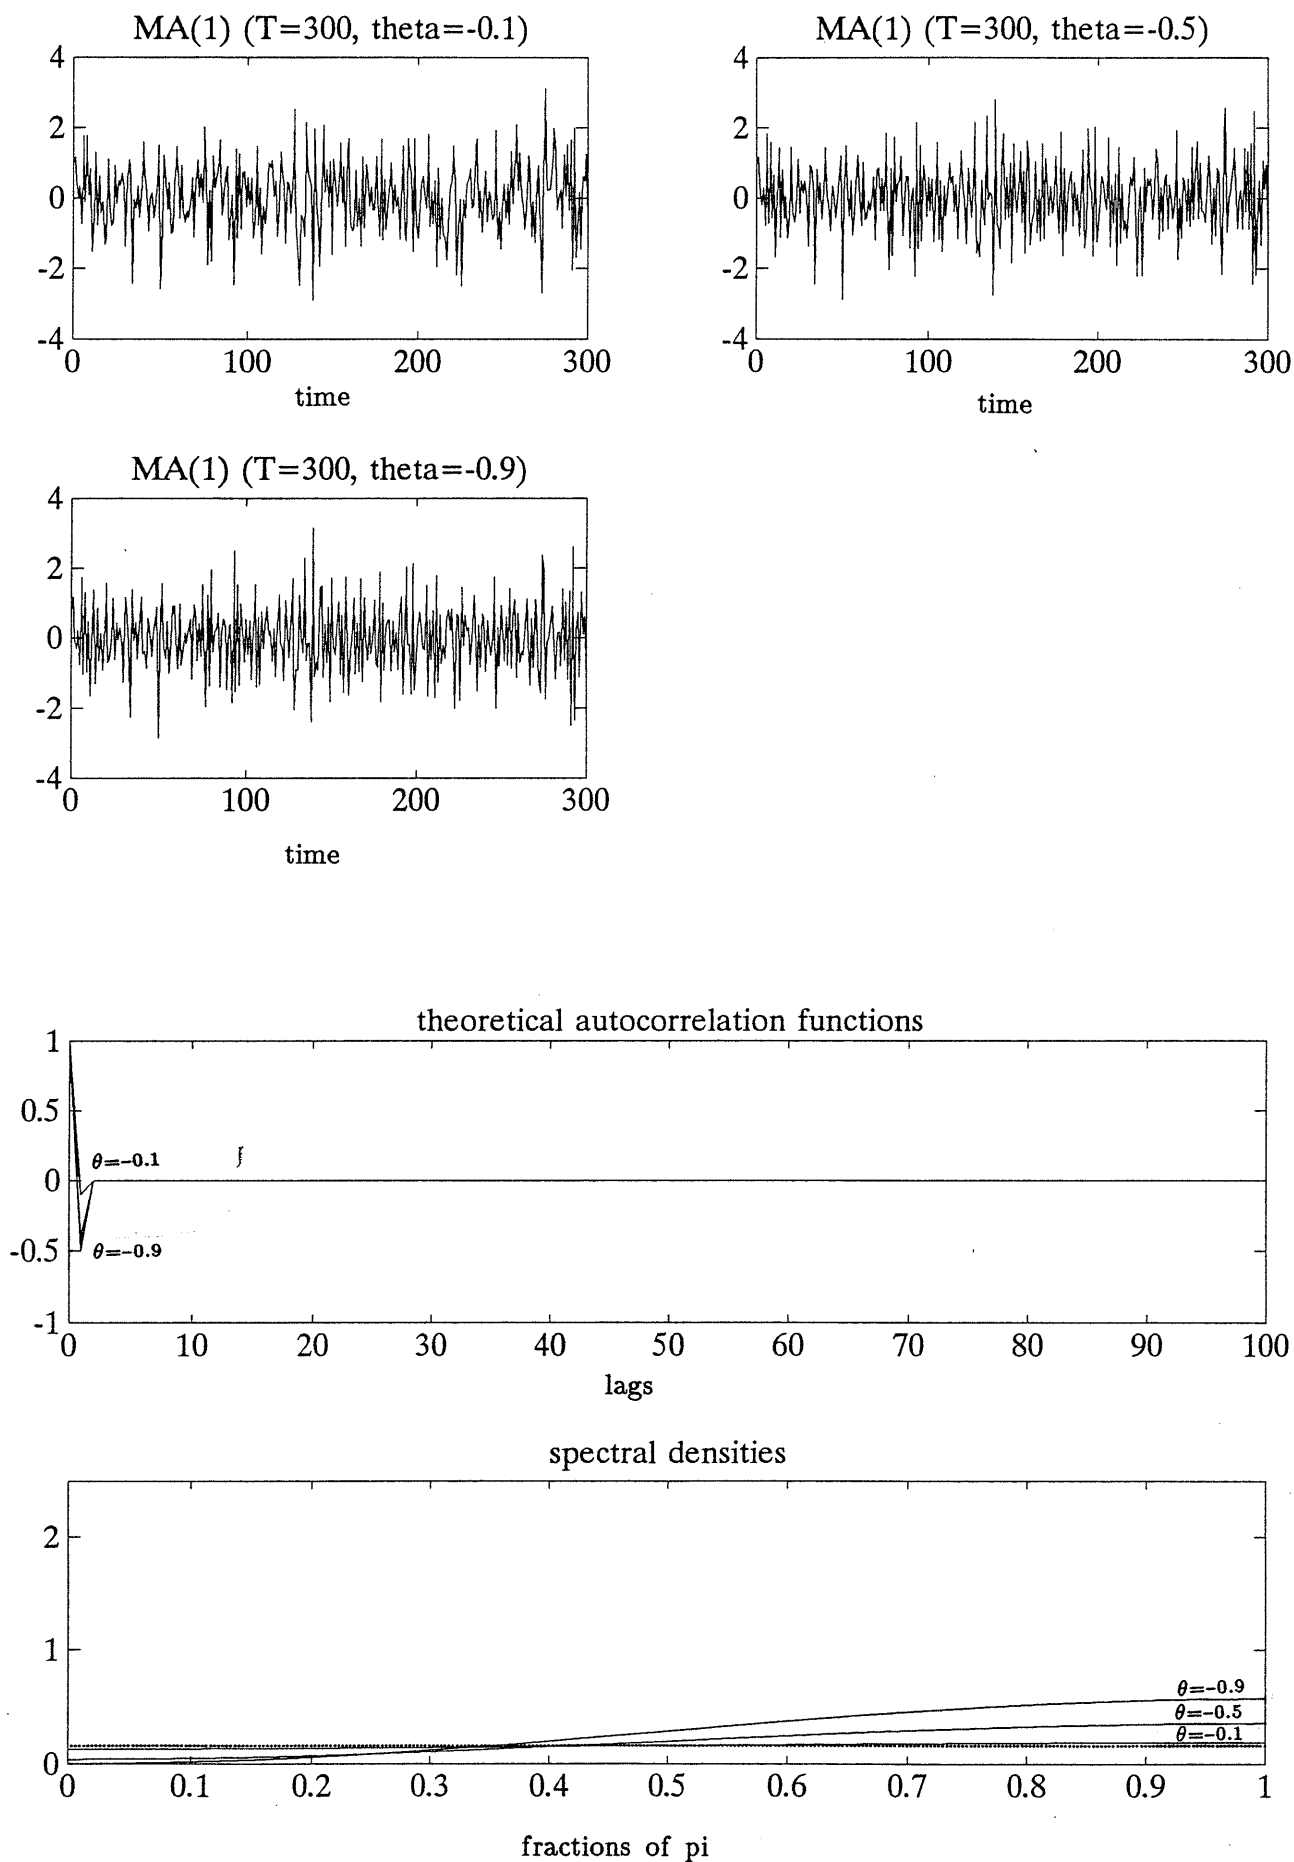 MA(1) (T=300, theta=-0.1)
4
2
0
-2
-4
0 100 200 300
time
MA(1) (T=300, theta=-0.5)
4
2
0
-2
-4
0 100 200 300
time
MA(1) (T=300, theta=-0.9)
4
2
0
-2
-4
0 100 200 300
time
theoretical autocorrelation functions
1
0.5
θ=-0.1
0
-0.5
θ=-0.9
-1
0 10 20 30 40 50 60 70 80 90 100
lags
spectral densities
2
1
θ=-0.9
θ=-0.5
θ=-0.1
0
0 0.1 0.2 0.3 0.4 0.5 0.6 0.7 0.8 0.9 1
fractions of pi